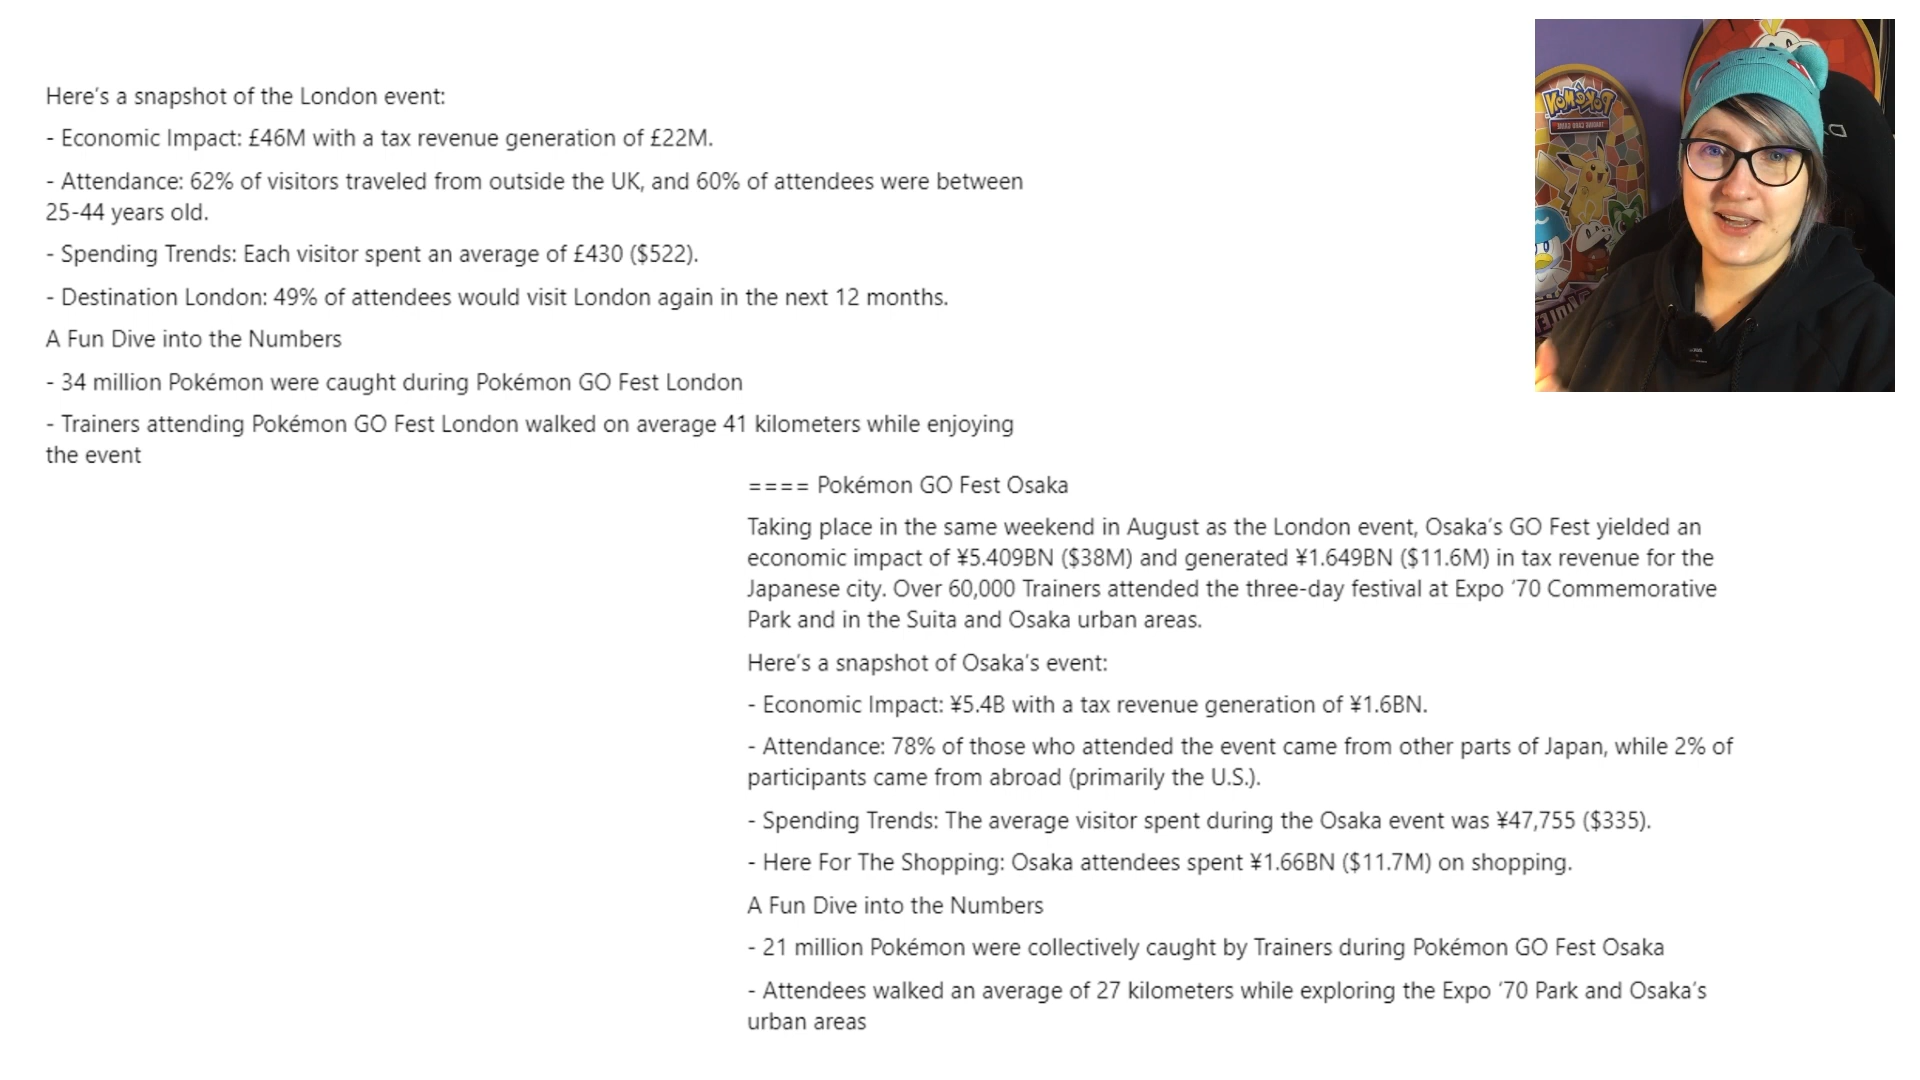 Here's a snapshot of the London event:
- Economic Impact: £46M with a tax revenue generation of £22M.
- Attendance: 62% of visitors traveled from outside the UK, and 60% of attendees were between
25-44 years old.
- Spending Trends: Each visitor spent an average of £430 ($522).
- Destination London: 49% of attendees would visit London again in the next 12 months.
A Fun Dive into the Numbers
- 34 million Pokémon were caught during Pokémon GO Fest London
- Trainers attending Pokémon GO Fest London walked on average 41 kilometers while enjoying
the event
==== Pokémon GO Fest Osaka
Taking place in the same weekend in August as the London event, Osaka's GO Fest yielded an
economic impact of ¥5.409BN ($38M) and generated ¥1.649BN ($11.6M) in tax revenue for the
Japanese city. Over 60,000 Trainers attended the three-day festival at Expo '70 Commemorative
Park and in the Suita and Osaka urban areas.
Here's a snapshot of Osaka's event:
- Economic Impact: ¥5.4B with a tax revenue generation of ¥1.6BN.
- Attendance: 78% of those who attended the event came from other parts of Japan, while 2% of
participants came from abroad (primarily the U.S.).
- Spending Trends: The average visitor spent during the Osaka event was ¥47,755 ($335).
- Here For The Shopping: Osaka attendees spent ¥1.66BN ($11.7M) on shopping.
A Fun Dive into the Numbers
- 21 million Pokémon were collectively caught by Trainers during Pokémon GO Fest Osaka
- Attendees walked an average of 27 kilometers while exploring the Expo '70 Park and Osaka's
urban areas
POKéMON
TRADING CARD GAME